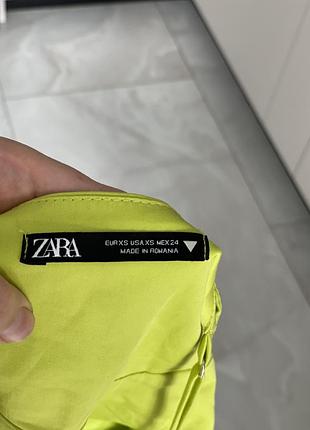 ZARA
EUR XS USA XS MEX 24
MADE IN ROMANIA